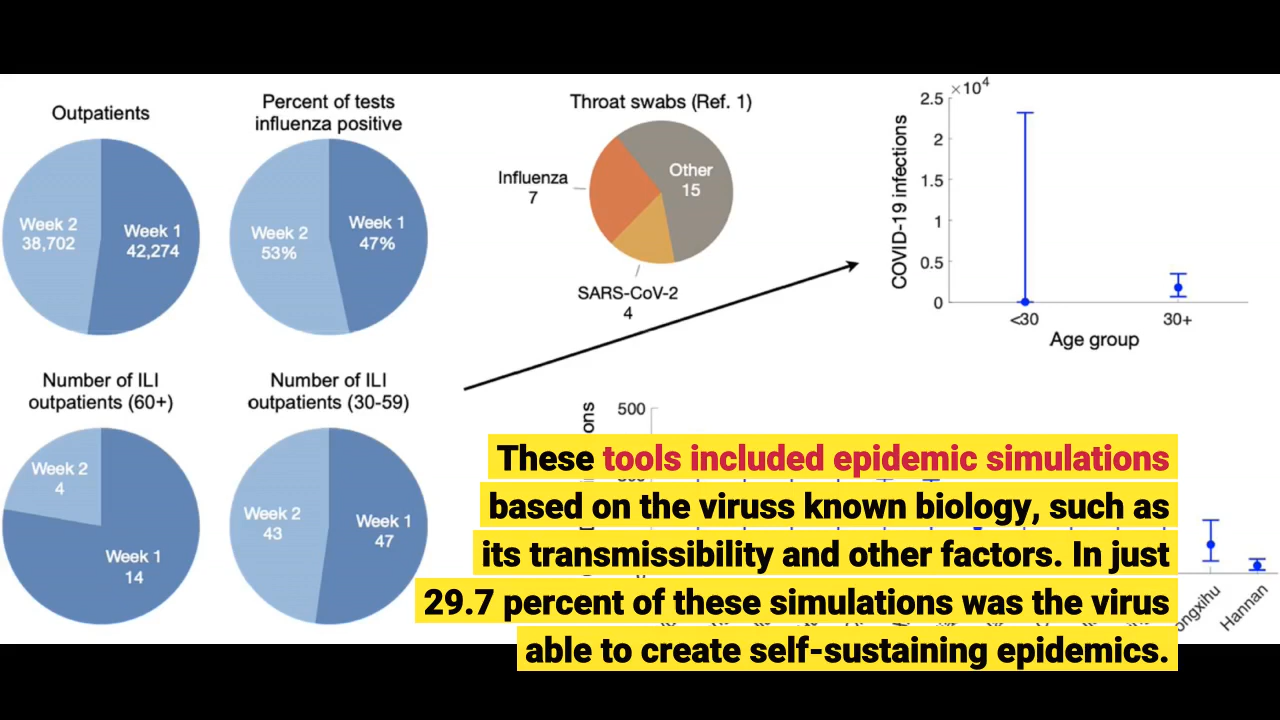 Outpatients
Week 2
38,702
Week 1
42,274
Percent of tests
influenza positive
Week 2
53%
Week 1
47%
Throat swabs (Ref. 1)
Influenza
7
Other
15
SARS-CoV-2
4
×10⁴
2.5
2
1.5
1
0.5
0
COVID-19 infections
<30
30+
Age group
Number of ILI
outpatients (60+)
Week 2
4
Week 1
14
Number of ILI
outpatients (30-59)
Week 2
43
Week 1
47
500
These tools included epidemic simulations
based on the viruss known biology, such as
its transmissibility and other factors. In just
29.7 percent of these simulations was the virus
able to create self-sustaining epidemics.
Hannan